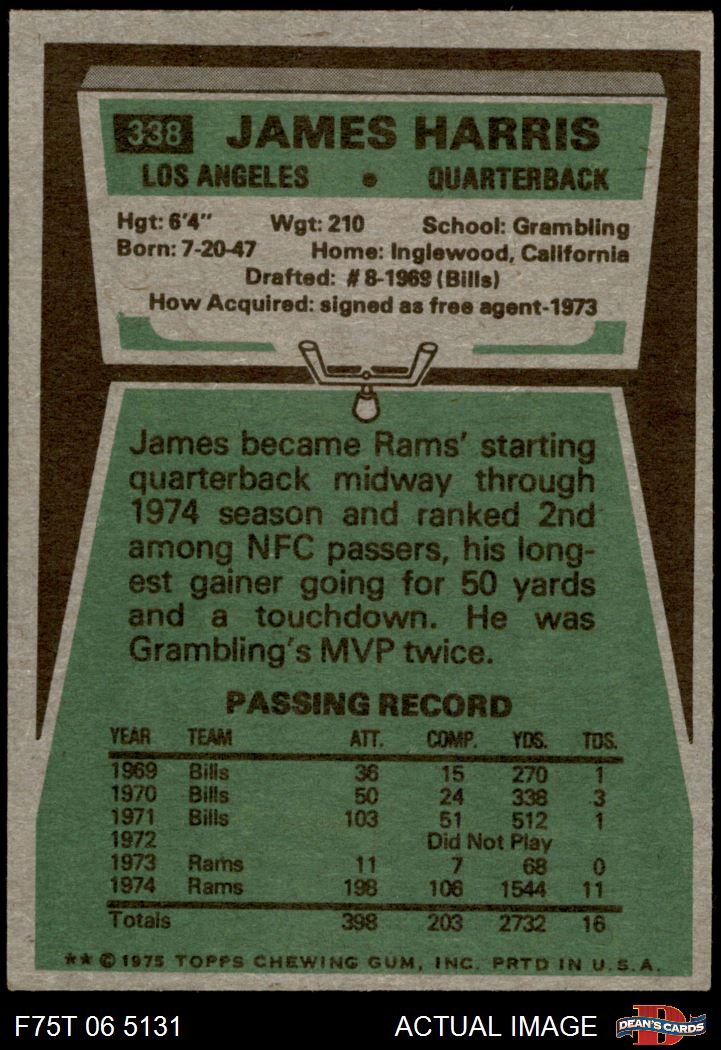 338 JAMES HARRIS
LOS ANGELES • QUARTERBACK
Hgt: 6'4" Wgt: 210 School: Grambling
Born: 7-20-47 Home: Inglewood, California
Drafted: #8-1969 (Bills)
How Acquired: signed as free agent-1973
James became Rams' starting
quarterback midway through
1974 season and ranked 2nd
among NFC passers, his long-
est gainer going for 50 yards
and a touchdown. He was
Grambling's MVP twice.
PASSING RECORD
YEAR TEAM ATT. COMP. YDS. TDS.
1969 Bills 36 15 270 1
1970 Bills 50 24 338 3
1971 Bills 103 51 512 1
1972 Did Not Play
1973 Rams 11 7 68 0
1974 Rams 198 106 1544 11
Totals 398 203 2732 16
** © 1975 TOPPS CHEWING GUM, INC. PRTD IN U.S.A.
F75T 06 5131 ACTUAL IMAGE D DEAN'S CARDS